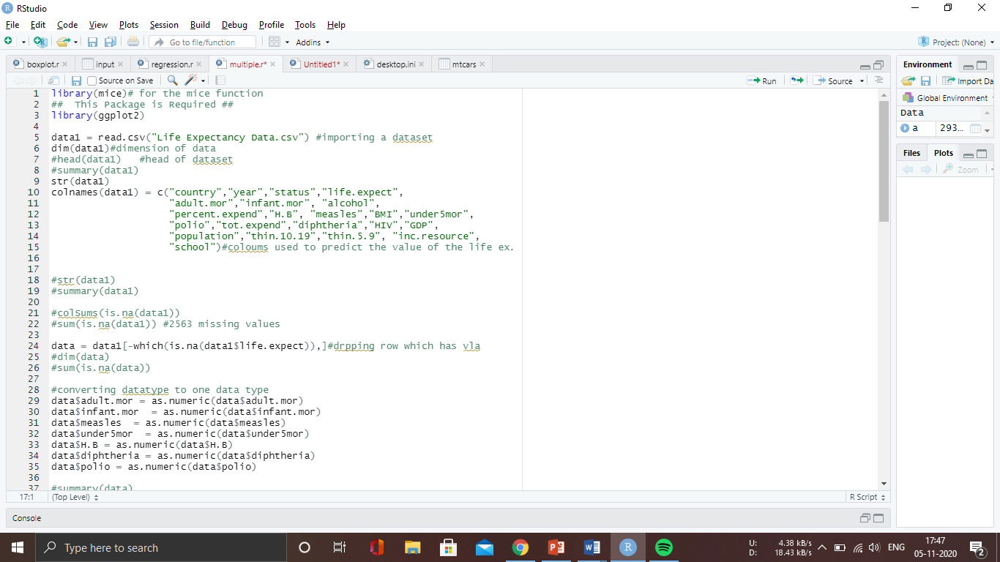 RStudio
File Edit Code View Plots Session Build Debug Profile Tools Help
Go to file/function Addins Project: (None)
boxplot.r input regression.r multiple.r* Untitled1* desktop.ini mtcars
Source on Save Run Source
1 library(mice)# for the mice function
2 ## This Package is Required ##
3 library(ggplot2)
4
5 data1 = read.csv("Life Expectancy Data.csv") #importing a dataset
6 dim(data1)#dimension of data
7 #head(data1) #head of dataset
8 #summary(data1)
9 str(data1)
10 colnames(data1) = c("country","year","status","life.expect",
11 "adult.mor","infant.mor", "alcohol",
12 "percent.expend","H.B", "measles","BMI","under5mor",
13 "polio","tot.expend","diphtheria","HIV","GDP",
14 "population","thin.10.19","thin.5.9", "inc.resource",
15 "school")#coloums used to predict the value of the life ex.
16
17
18 #str(data1)
19 #summary(data1)
20
21 #colSums(is.na(data1))
22 #sum(is.na(data1)) #2563 missing values
23
24 data = data1[-which(is.na(data1$life.expect)),]#drpping row which has vla
25 #dim(data)
26 #sum(is.na(data))
27
28 #converting datatype to one data type
29 data$adult.mor = as.numeric(data$adult.mor)
30 data$infant.mor = as.numeric(data$infant.mor)
31 data$measles = as.numeric(data$measles)
32 data$under5mor = as.numeric(data$under5mor)
33 data$H.B = as.numeric(data$H.B)
34 data$diphtheria = as.numeric(data$diphtheria)
35 data$polio = as.numeric(data$polio)
36
37 #summary(data)
17:1 (Top Level) R Script
Console
Environment
Import Da
Global Environment
Data
a 293...
Files Plots
Zoom
Type here to search
U: 4.38 kB/s
D: 18.43 kB/s
ENG
17:47
05-11-2020
2